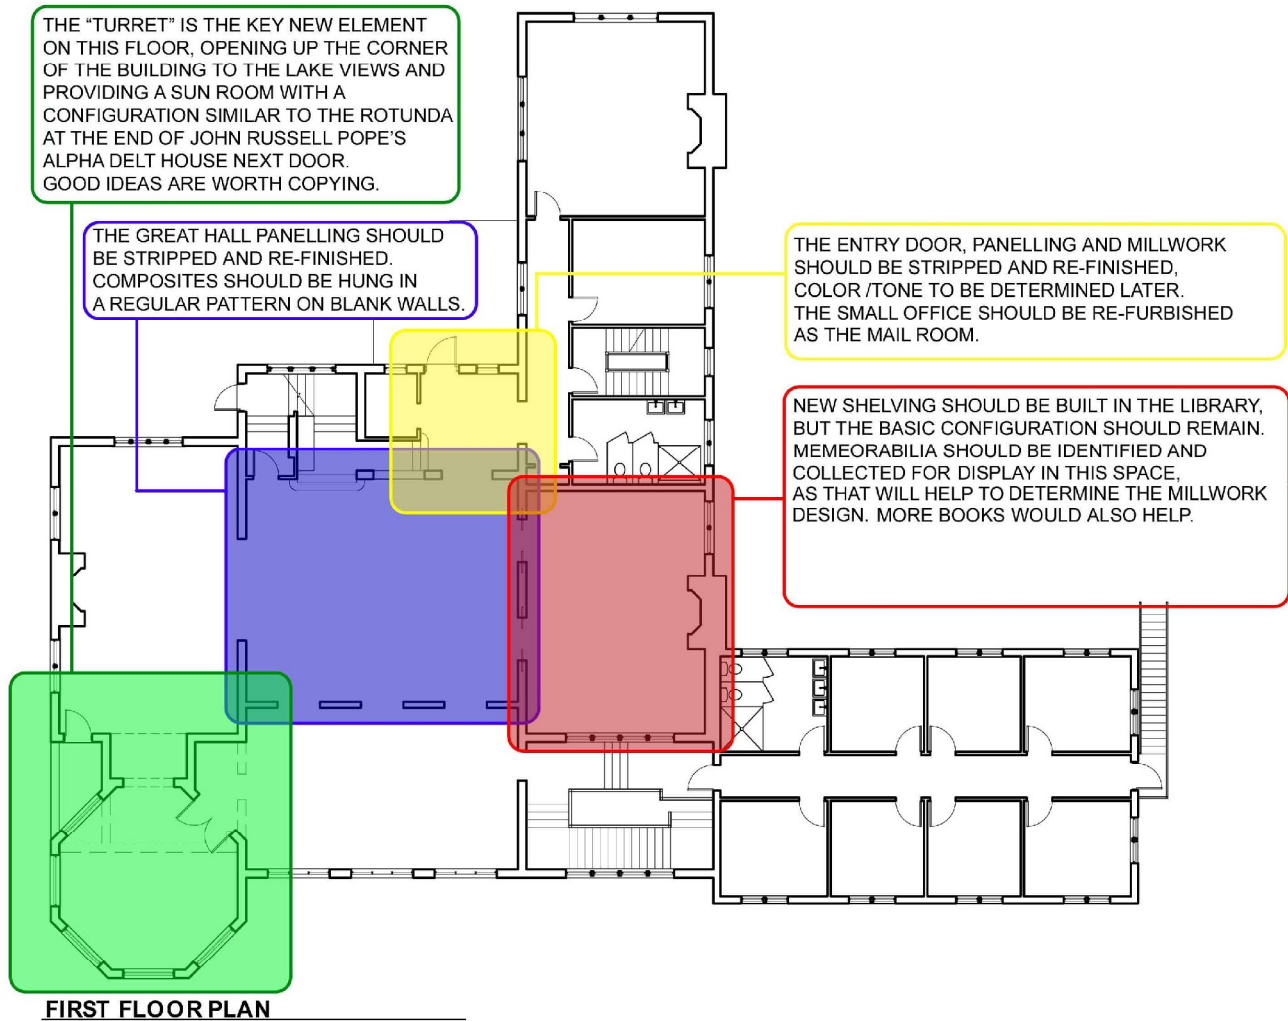 THE “TURRET” IS THE KEY NEW ELEMENT
ON THIS FLOOR, OPENING UP THE CORNER
OF THE BUILDING TO THE LAKE VIEWS AND
PROVIDING A SUN ROOM WITH A
CONFIGURATION SIMILAR TO THE ROTUNDA
AT THE END OF JOHN RUSSELL POPE’S
ALPHA DELT HOUSE NEXT DOOR.
GOOD IDEAS ARE WORTH COPYING.
THE GREAT HALL PANELLING SHOULD
BE STRIPPED AND RE-FINISHED.
COMPOSITES SHOULD BE HUNG IN
A REGULAR PATTERN ON BLANK WALLS.
THE ENTRY DOOR, PANELLING AND MILLWORK
SHOULD BE STRIPPED AND RE-FINISHED,
COLOR /TONE TO BE DETERMINED LATER.
THE SMALL OFFICE SHOULD BE RE-FURBISHED
AS THE MAIL ROOM.
NEW SHELVING SHOULD BE BUILT IN THE LIBRARY,
BUT THE BASIC CONFIGURATION SHOULD REMAIN.
MEMEORABILIA SHOULD BE IDENTIFIED AND
COLLECTED FOR DISPLAY IN THIS SPACE,
AS THAT WILL HELP TO DETERMINE THE MILLWORK
DESIGN. MORE BOOKS WOULD ALSO HELP.
FIRST FLOOR PLAN